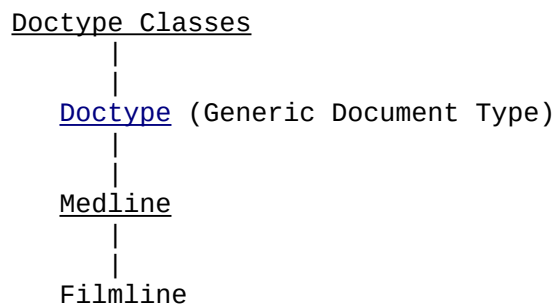 Doctype Classes
|
|
Doctype (Generic Document Type)
|
|
Medline
|
|
Filmline